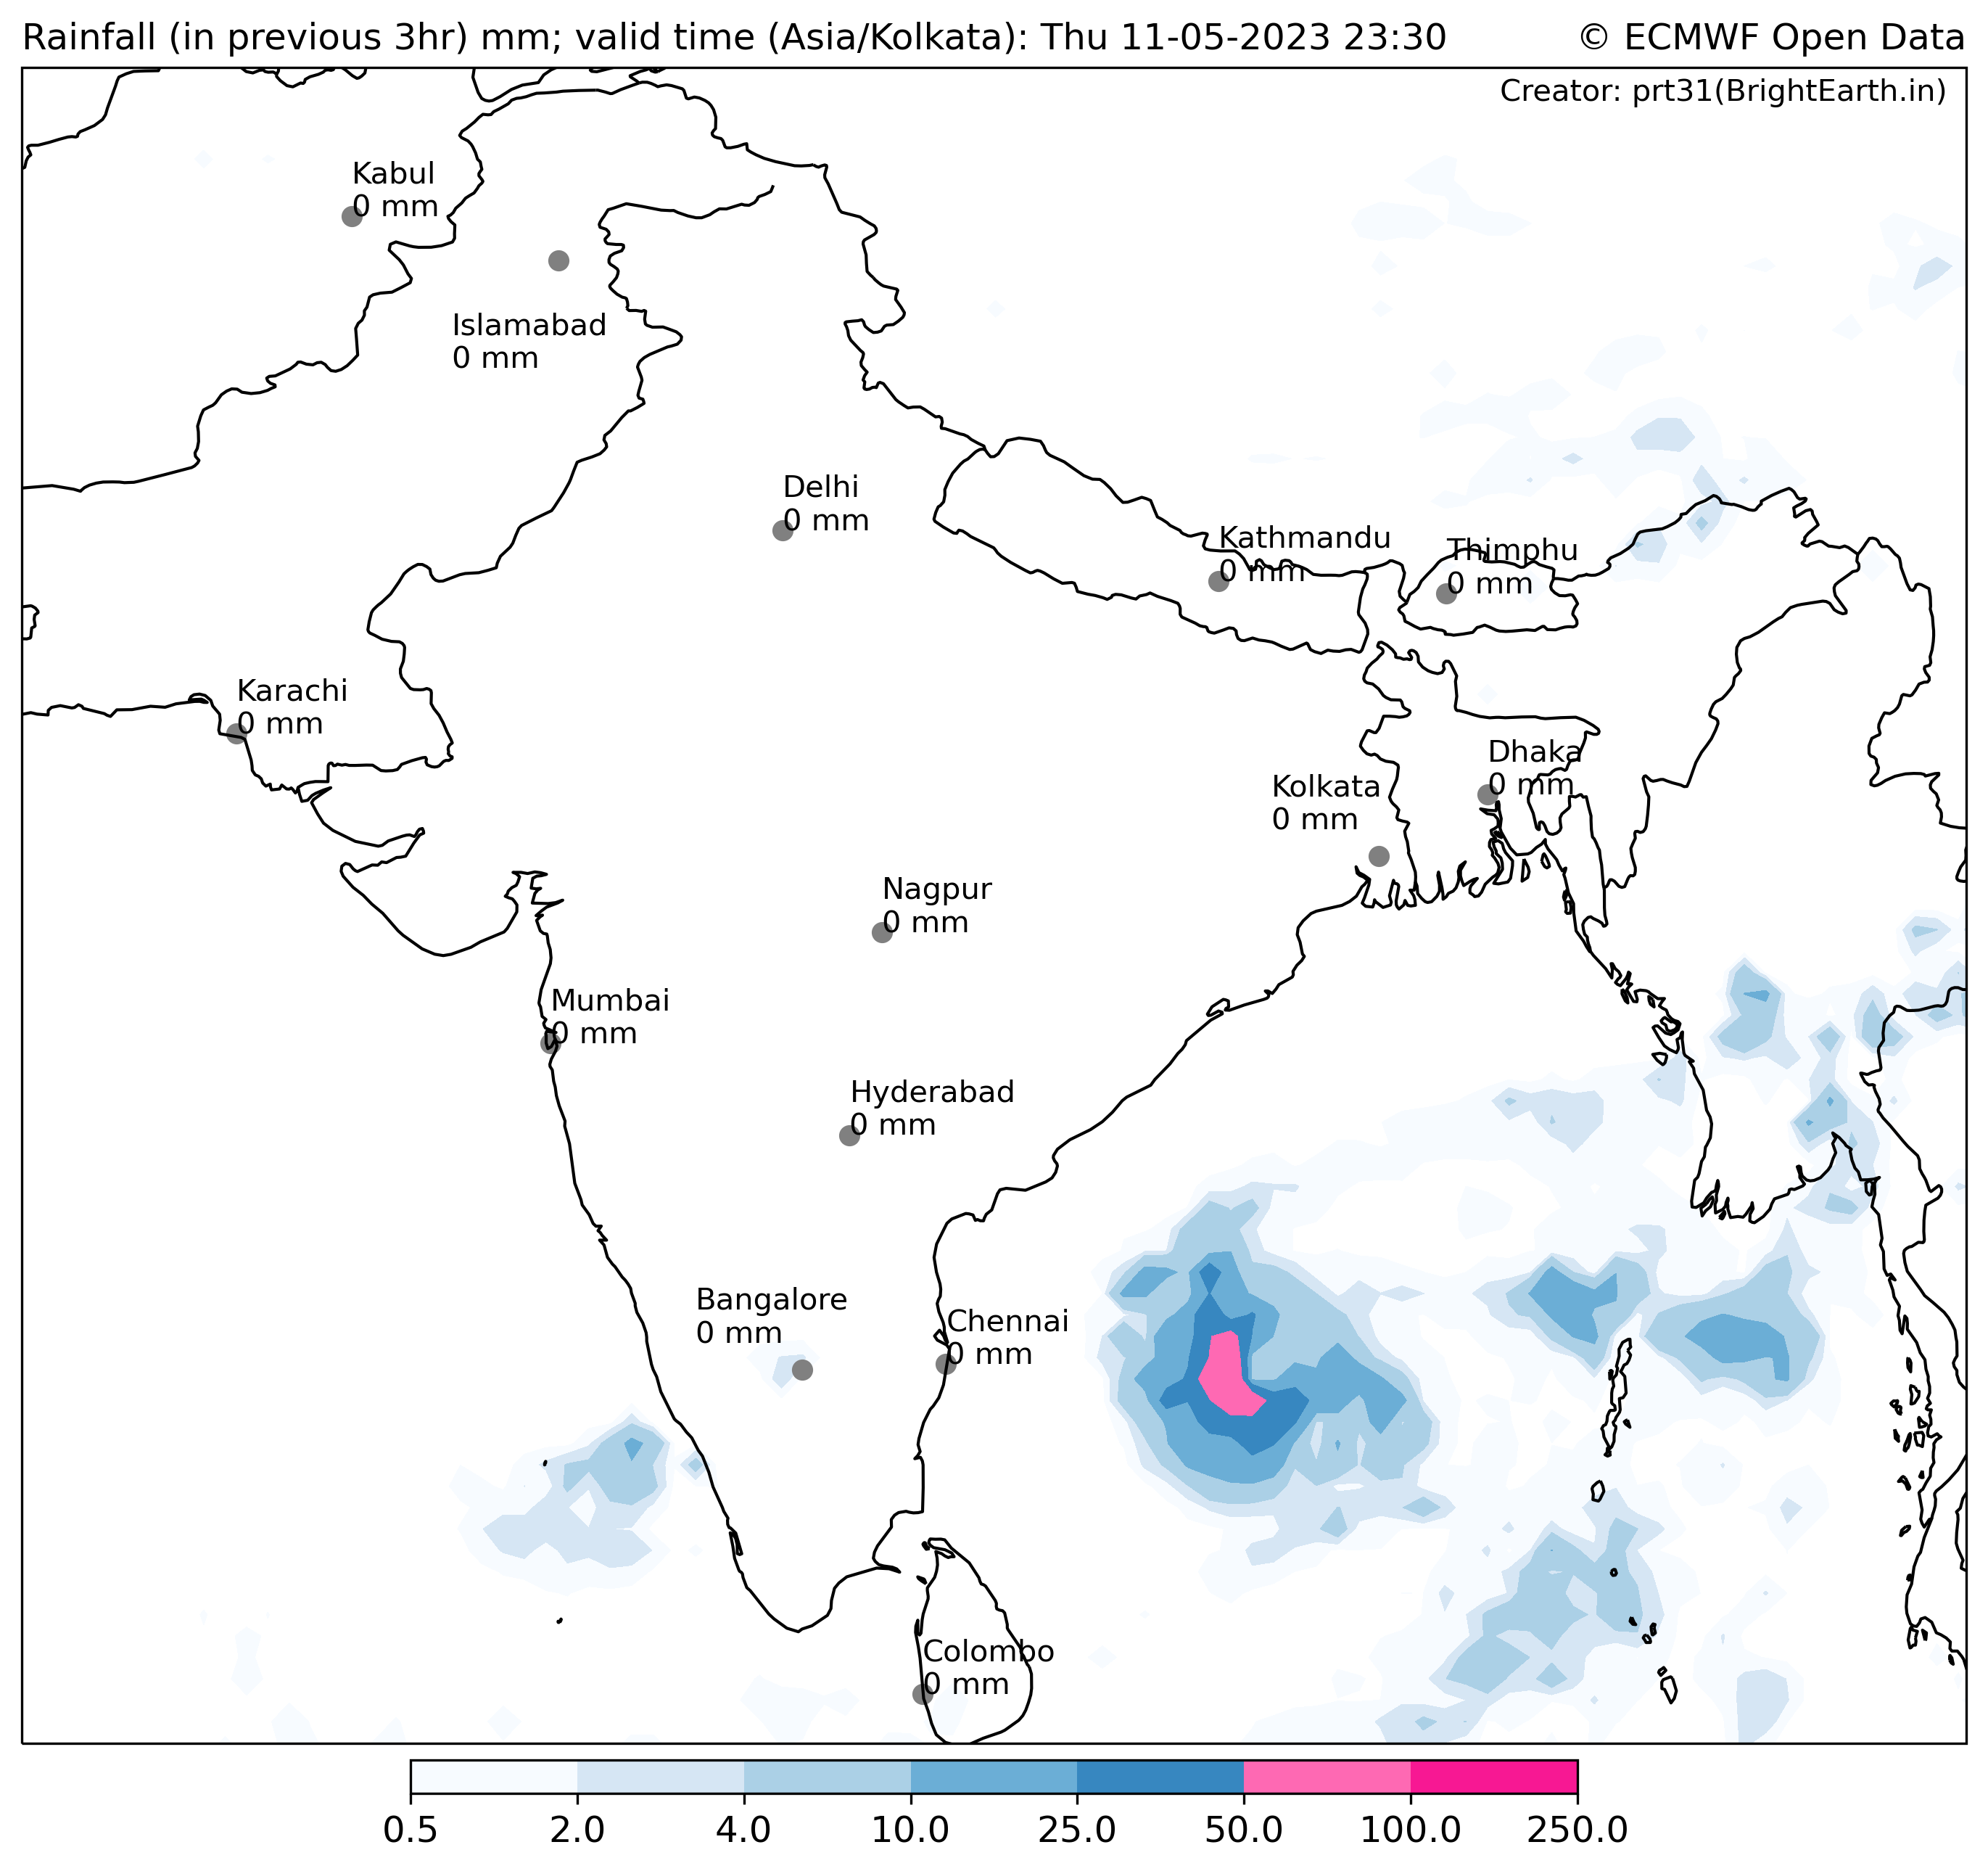 Rainfall (in previous 3hr) mm; valid time (Asia/Kolkata): Thu 11-05-2023 23:30
© ECMWF Open Data
Creator: prt31(BrightEarth.in)
Kabul
0 mm
Islamabad
0 mm
Delhi
0 mm
Kathmandu
0 mm
Thimphu
0 mm
Karachi
0 mm
Dhaka
0 mm
Kolkata
0 mm
Nagpur
0 mm
Mumbai
0 mm
Hyderabad
0 mm
Bangalore
0 mm
Chennai
0 mm
Colombo
0 mm
0.5 2.0 4.0 10.0 25.0 50.0 100.0 250.0